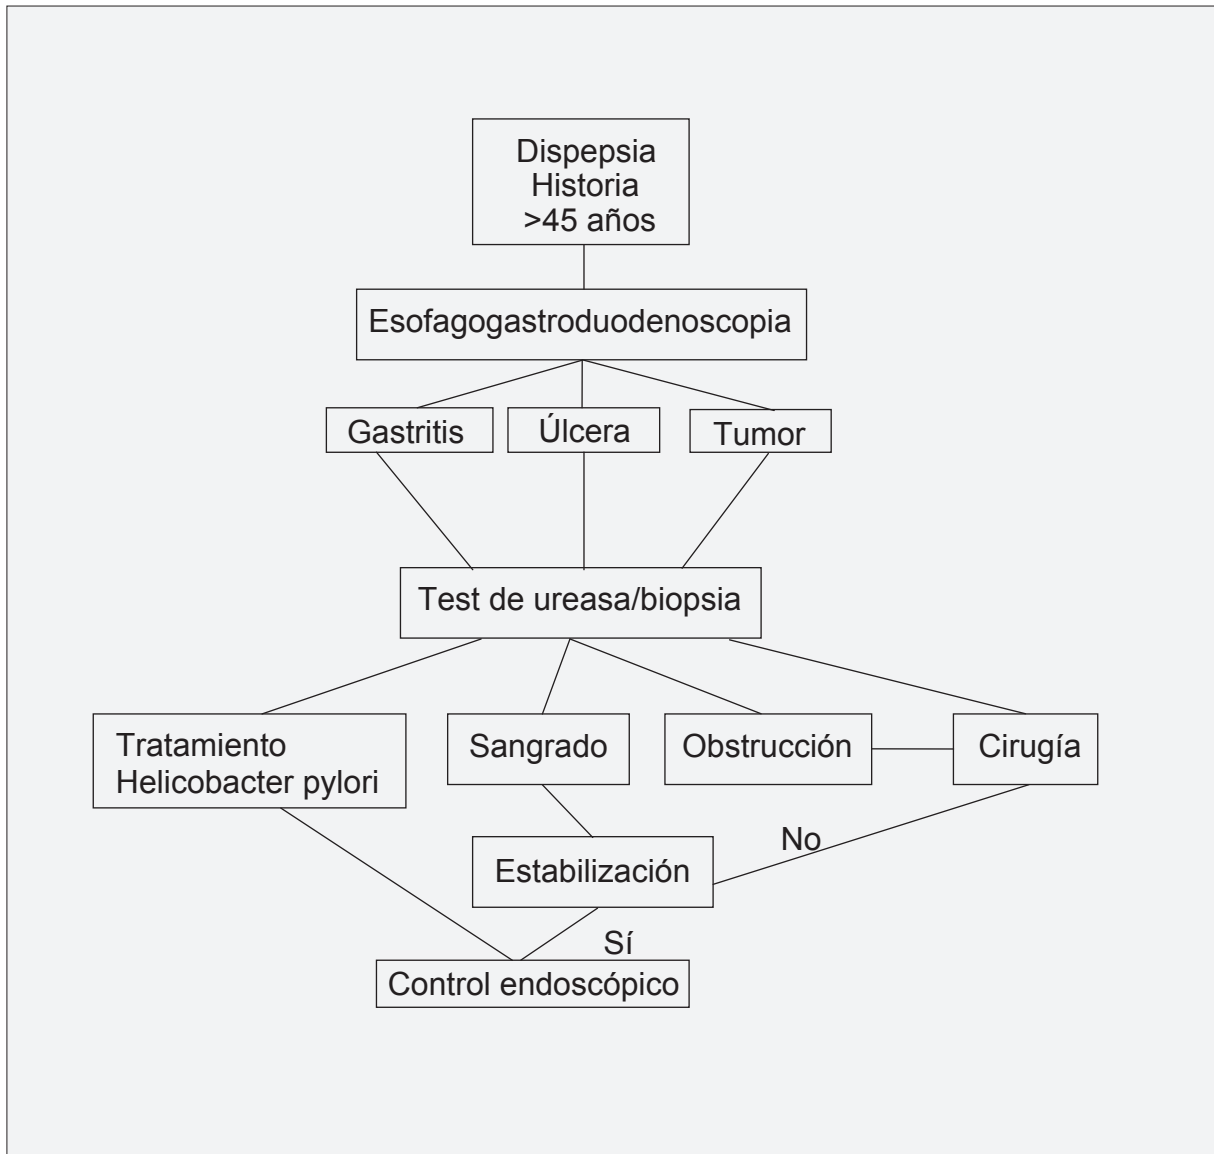 Dispepsia
Historia
>45 años
Esofagogastroduodenoscopia
Gastritis
Úlcera
Tumor
Test de ureasa/biopsia
Tratamiento
Helicobacter pylori
Sangrado
Obstrucción
Cirugía
No
Estabilización
Sí
Control endoscópico